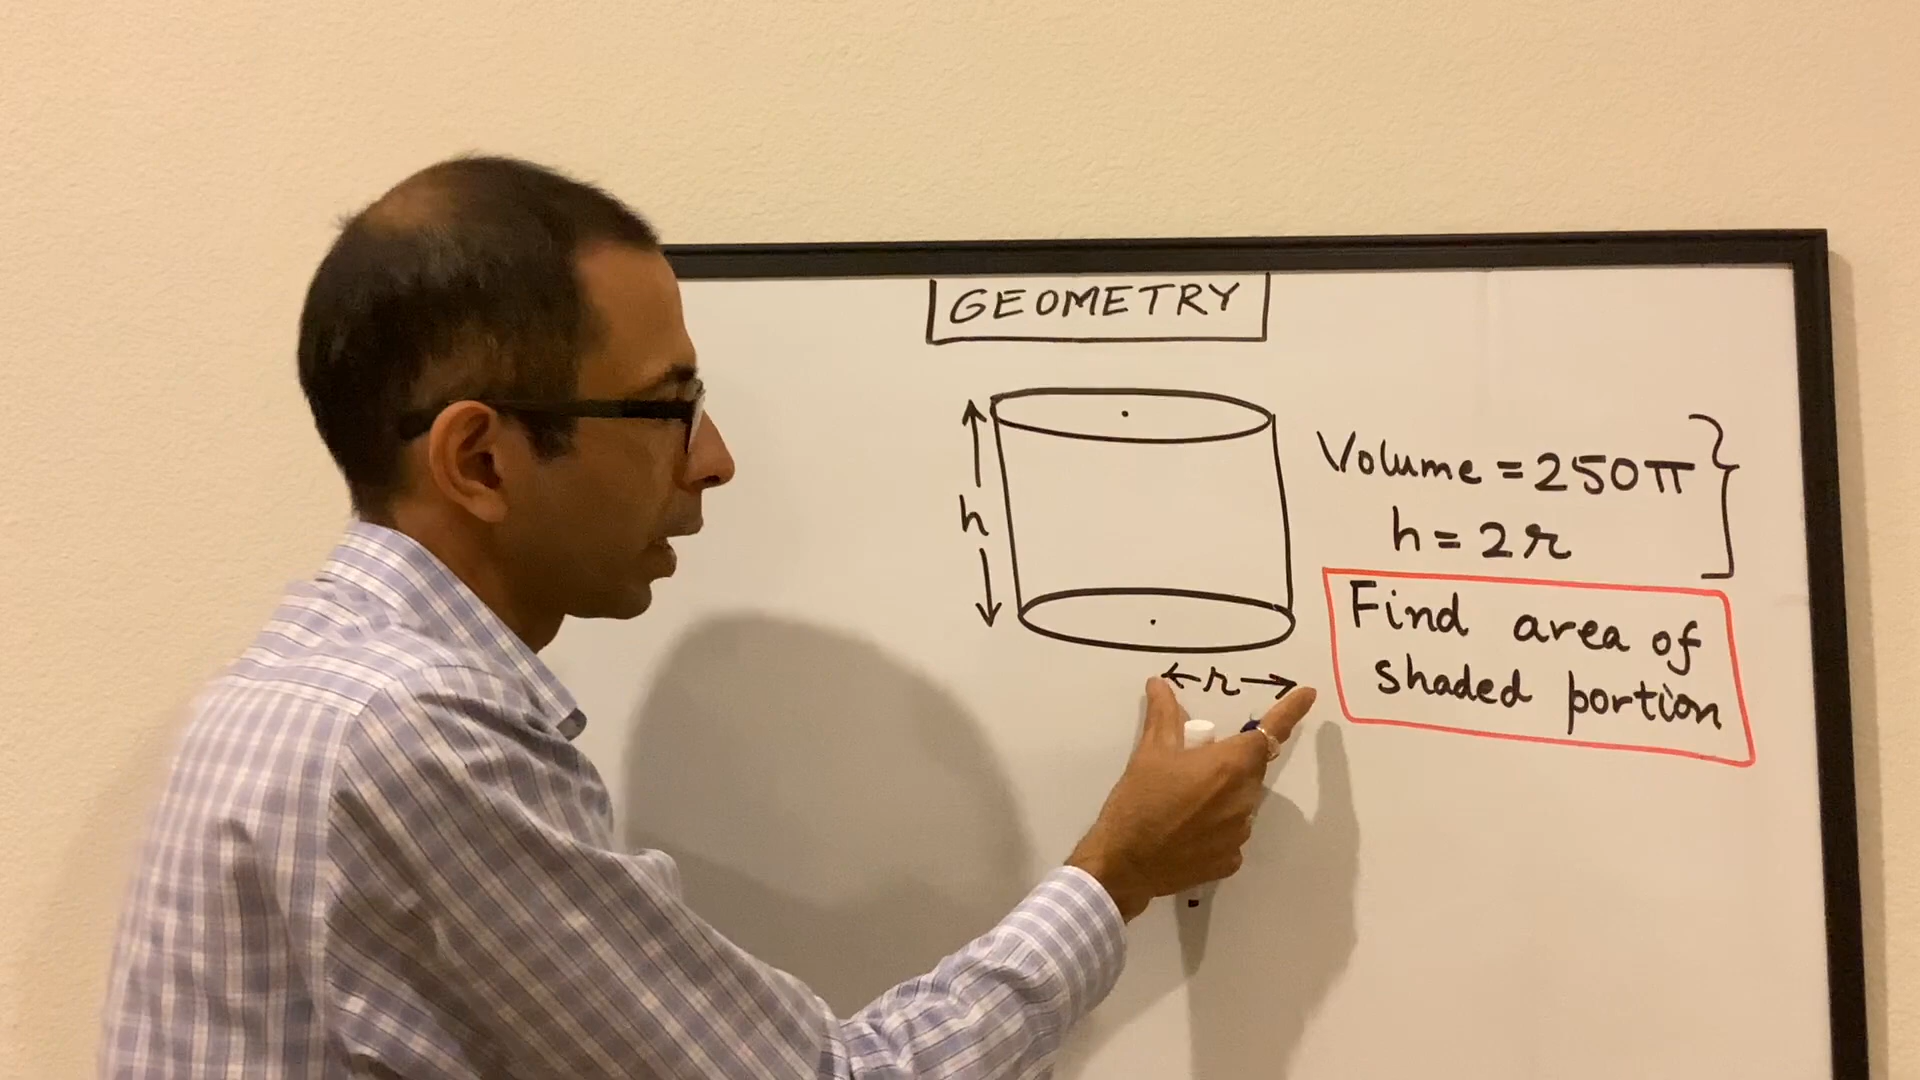 GEOMETRY
h
Volume = 250π
h = 2r
Find area of
shaded portion
r